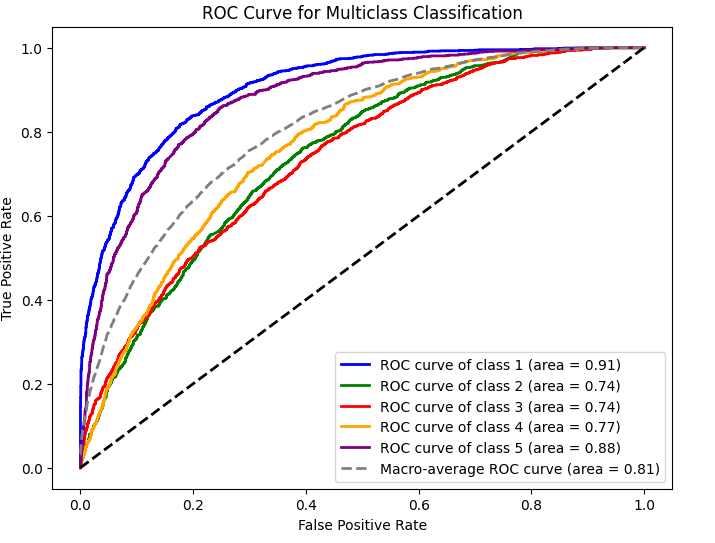 ROC Curve for Multiclass Classification
True Positive Rate
1.0
0.8
0.6
0.4
0.2
0.0
ROC curve of class 1 (area = 0.91)
ROC curve of class 2 (area = 0.74)
ROC curve of class 3 (area = 0.74)
ROC curve of class 4 (area = 0.77)
ROC curve of class 5 (area = 0.88)
Macro-average ROC curve (area = 0.81)
0.0 0.2 0.4 0.6 0.8 1.0
False Positive Rate